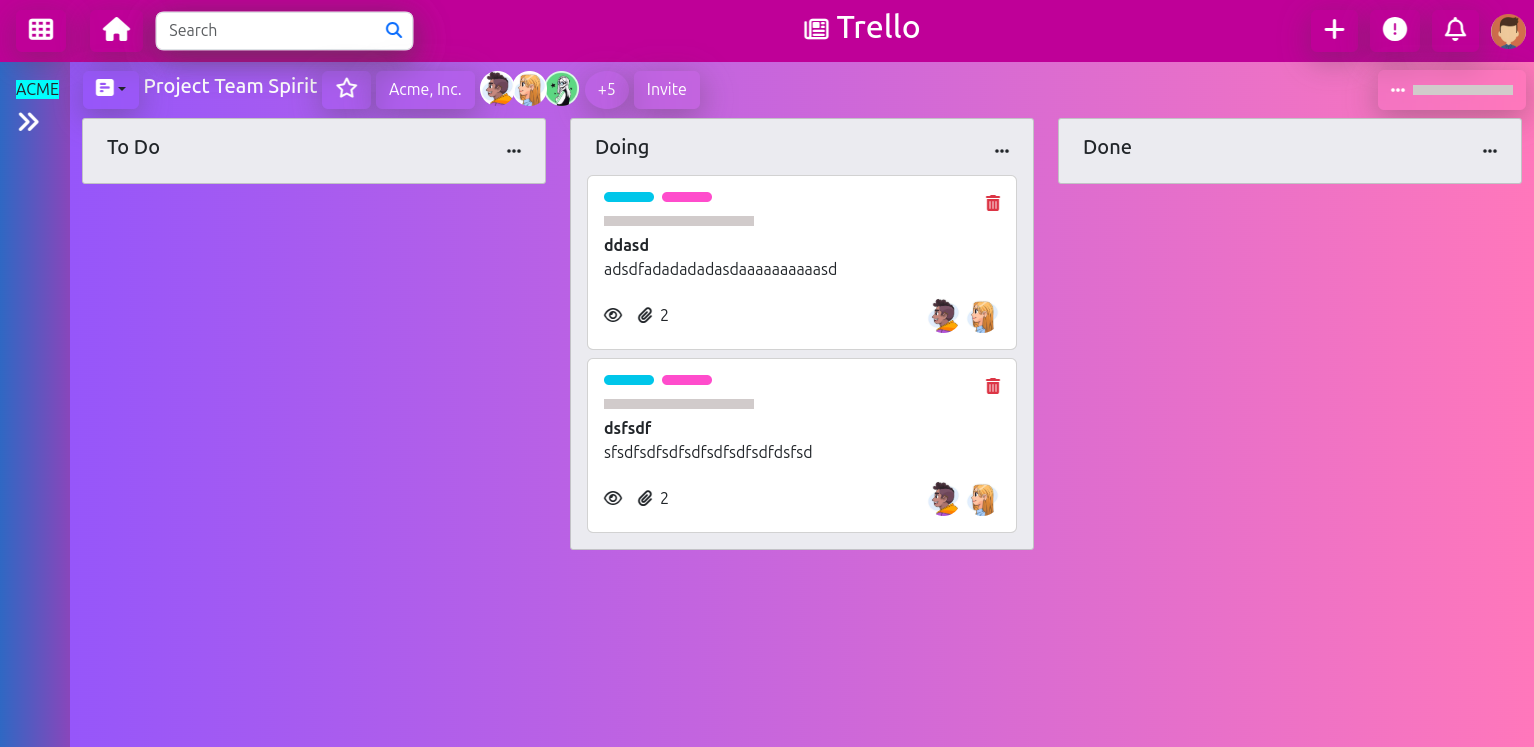 Search
Trello
ACME
Project Team Spirit
Acme, Inc.
+5
Invite
To Do
Doing
Done
ddasd
adsdfadadadadasdaaaaaaaaaasd
2
dsfsdf
sfsdfsdfsdfsdfsdfsdfsdfdsfsd
2